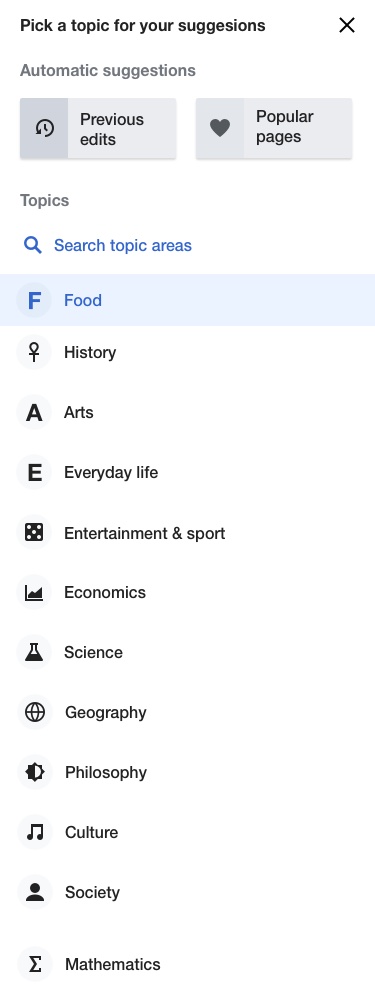 Pick a topic for your suggesions
Automatic suggestions
Previous
edits
Popular
pages
Topics
Search topic areas
F Food
History
A Arts
E Everyday life
Entertainment & sport
Economics
Science
Geography
Philosophy
Culture
Society
Σ Mathematics